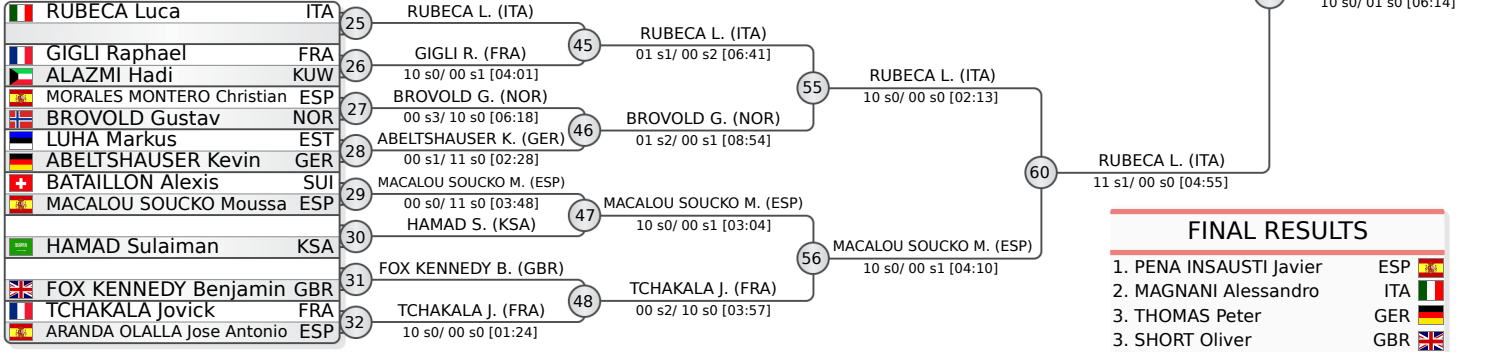 RUBECA Luca ITA
GIGLI Raphael FRA
ALAZMI Hadi KUW
MORALES MONTERO Christian ESP
BROVOLD Gustav NOR
LUHA Markus EST
ABELTSHAUSER Kevin GER
BATAILLON Alexis SUI
MACALOU SOUCKO Moussa ESP
HAMAD Sulaiman KSA
FOX KENNEDY Benjamin GBR
TCHAKALA Jovick FRA
ARANDA OLALLA Jose Antonio ESP
25
26
27
28
29
30
31
32
RUBECA L. (ITA)
GIGLI R. (FRA)
10 s0/ 00 s1 [04:01]
BROVOLD G. (NOR)
00 s3/ 10 s0 [06:18]
ABELTSHAUSER K. (GER)
00 s1/ 11 s0 [02:28]
MACALOU SOUCKO M. (ESP)
00 s0/ 11 s0 [03:48]
HAMAD S. (KSA)
FOX KENNEDY B. (GBR)
TCHAKALA J. (FRA)
10 s0/ 00 s0 [01:24]
45
46
47
48
RUBECA L. (ITA)
01 s1/ 00 s2 [06:41]
BROVOLD G. (NOR)
01 s2/ 00 s1 [08:54]
MACALOU SOUCKO M. (ESP)
10 s0/ 00 s1 [03:04]
TCHAKALA J. (FRA)
00 s2/ 10 s0 [03:57]
55
56
RUBECA L. (ITA)
10 s0/ 00 s0 [02:13]
MACALOU SOUCKO M. (ESP)
10 s0/ 00 s1 [04:10]
60
RUBECA L. (ITA)
11 s1/ 00 s0 [04:55]
10 s0/ 01 s0 [06:14]
FINAL RESULTS
1. PENA INSAUSTI Javier ESP
2. MAGNANI Alessandro ITA
3. THOMAS Peter GER
3. SHORT Oliver GBR